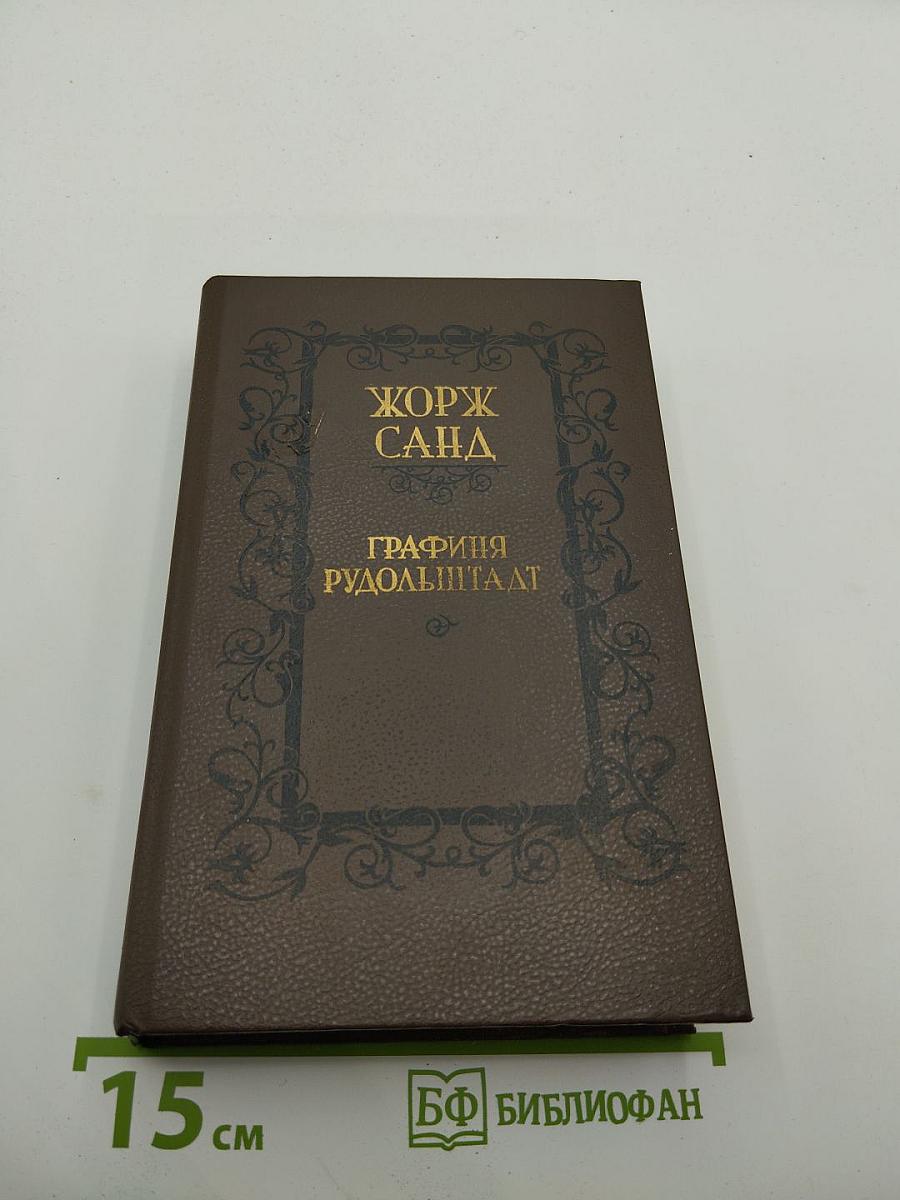 ЖОРЖ
САНД
ГРАФИНЯ
РУДОЛЬШТАДТ
15 см
БФ БИБЛИОФАН